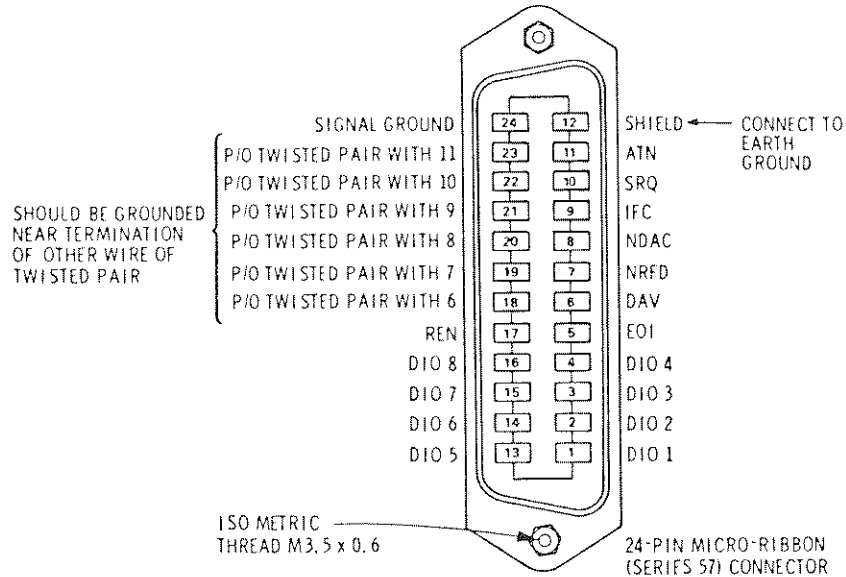 SIGNAL GROUND 24 12 SHIELD CONNECT TO
EARTH
GROUND
P/O TWISTED PAIR WITH 11 23 11 ATN
P/O TWISTED PAIR WITH 10 22 10 SRQ
P/O TWISTED PAIR WITH 9 21 9 IFC
P/O TWISTED PAIR WITH 8 20 8 NDAC
P/O TWISTED PAIR WITH 7 19 7 NRFD
P/O TWISTED PAIR WITH 6 18 6 DAV
SHOULD BE GROUNDED
NEAR TERMINATION
OF OTHER WIRE OF
TWISTED PAIR
REN 17 5 EOI
DIO 8 16 4 DIO 4
DIO 7 15 3 DIO 3
DIO 6 14 2 DIO 2
DIO 5 13 1 DIO 1
ISO METRIC
THREAD M3,5 x 0,6
24-PIN MICRO-RIBBON
(SERIES 57) CONNECTOR